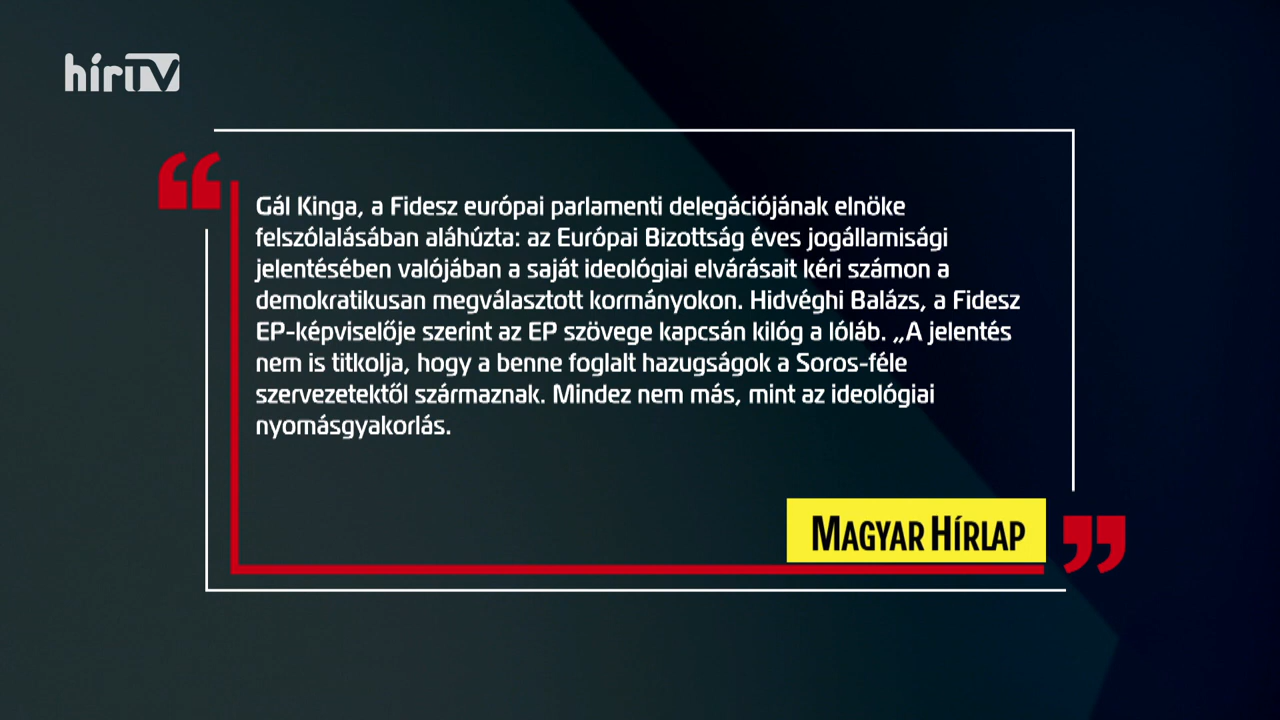 hírTV
Gál Kinga, a Fidesz európai parlamenti delegációjának elnöke
felszólalásában aláhúzta: az Európai Bizottság éves jogállamisági
jelentésében valójában a saját ideológiai elvárásait kéri számon a
demokratikusan megválasztott kormányokon. Hidvéghi Balázs, a Fidesz
EP-képviselője szerint az EP szövege kapcsán kilóg a lóláb. „A jelentés
nem is titkolja, hogy a benne foglalt hazugságok a Soros-féle
szervezetektől származnak. Mindez nem más, mint az ideológiai
nyomásgyakorlás.
MAGYAR HÍRLAP